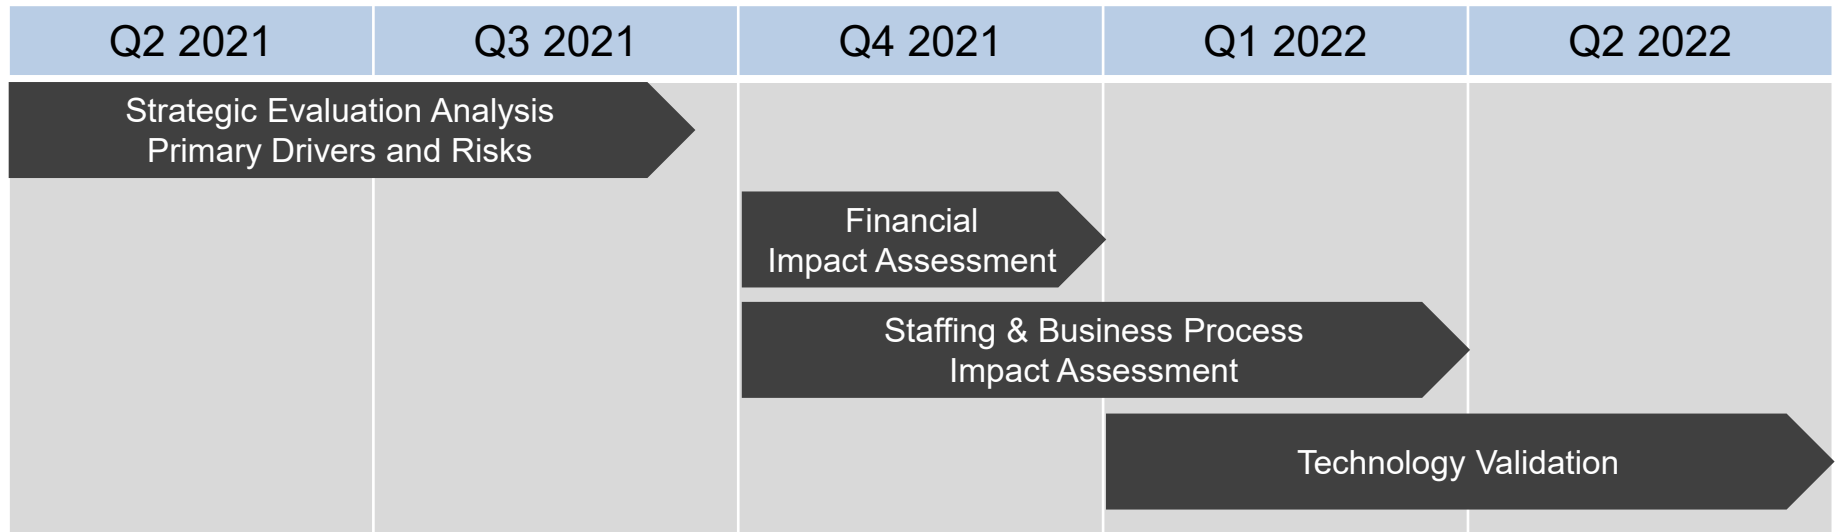 Q2 2021
Q3 2021
Q4 2021
Q1 2022
Q2 2022
Strategic Evaluation Analysis
Primary Drivers and Risks
Financial
Impact Assessment
Staffing & Business Process
Impact Assessment
Technology Validation